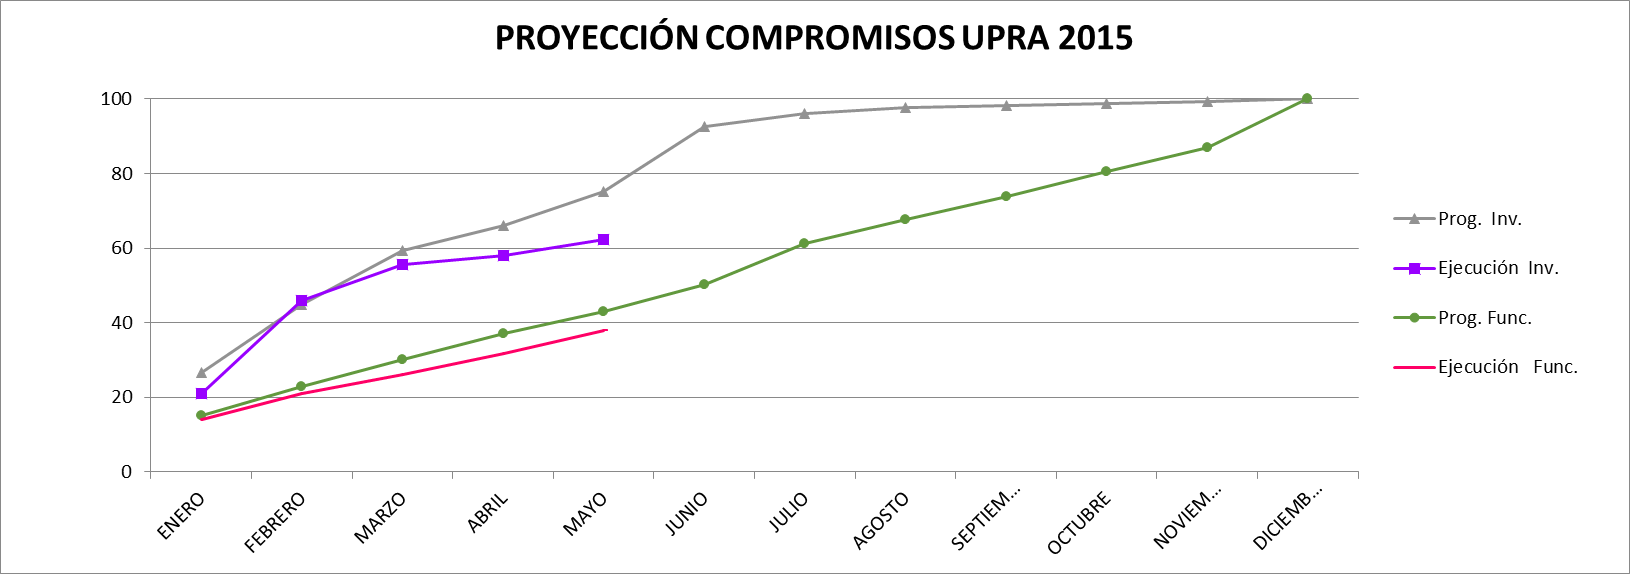 PROYECCIÓN COMPROMISOS UPRA 2015
100
80
60
40
20
0
ENERO
FEBRERO
MARZO
ABRIL
MAYO
JUNIO
JULIO
AGOSTO
SEPTIEM...
OCTUBRE
NOVIEM...
DICIEMB...
Prog. Inv.
Ejecución Inv.
Prog. Func.
Ejecución Func.